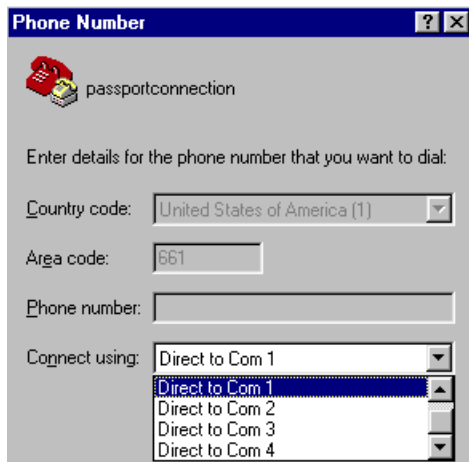 Phone Number
passportconnection
Enter details for the phone number that you want to dial:
Country code: United States of America (1)
Area code: 661
Phone number:
Connect using: Direct to Com 1
Direct to Com 1
Direct to Com 2
Direct to Com 3
Direct to Com 4